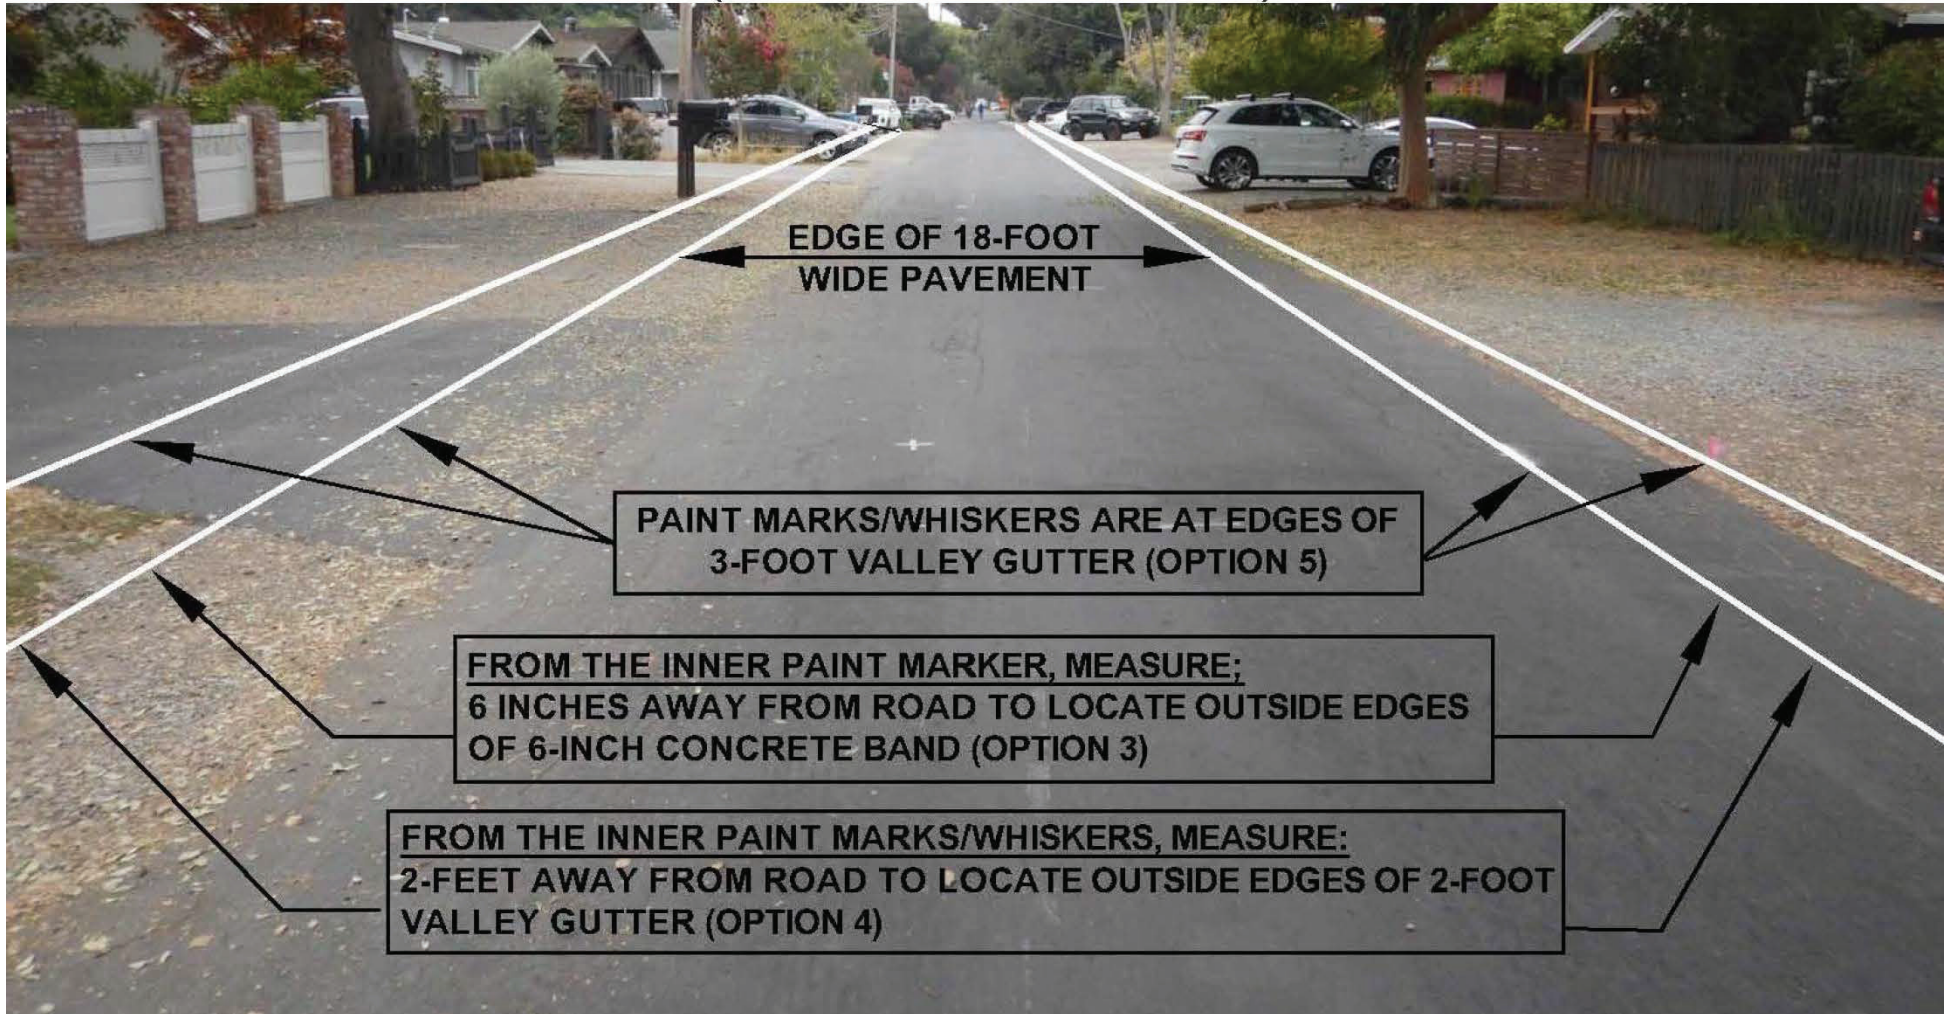 EDGE OF 18-FOOT
WIDE PAVEMENT
PAINT MARKS/WHISKERS ARE AT EDGES OF
3-FOOT VALLEY GUTTER (OPTION 5)
FROM THE INNER PAINT MARKER, MEASURE;
6 INCHES AWAY FROM ROAD TO LOCATE OUTSIDE EDGES
OF 6-INCH CONCRETE BAND (OPTION 3)
FROM THE INNER PAINT MARKS/WHISKERS, MEASURE:
2-FEET AWAY FROM ROAD TO LOCATE OUTSIDE EDGES OF 2-FOOT
VALLEY GUTTER (OPTION 4)